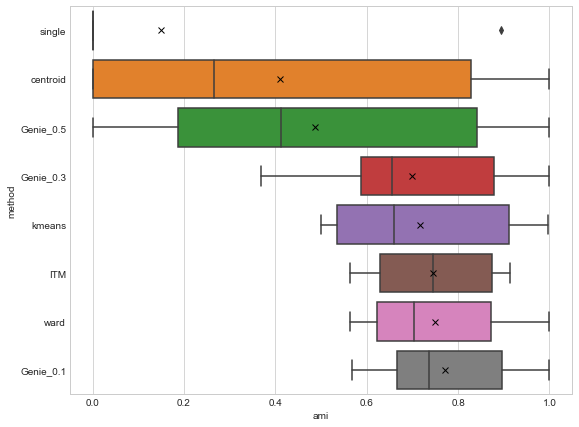 single
centroid
Genie_0.5
Genie_0.3
kmeans
ITM
ward
Genie_0.1
method
0.0 0.2 0.4 0.6 0.8 1.0
ami